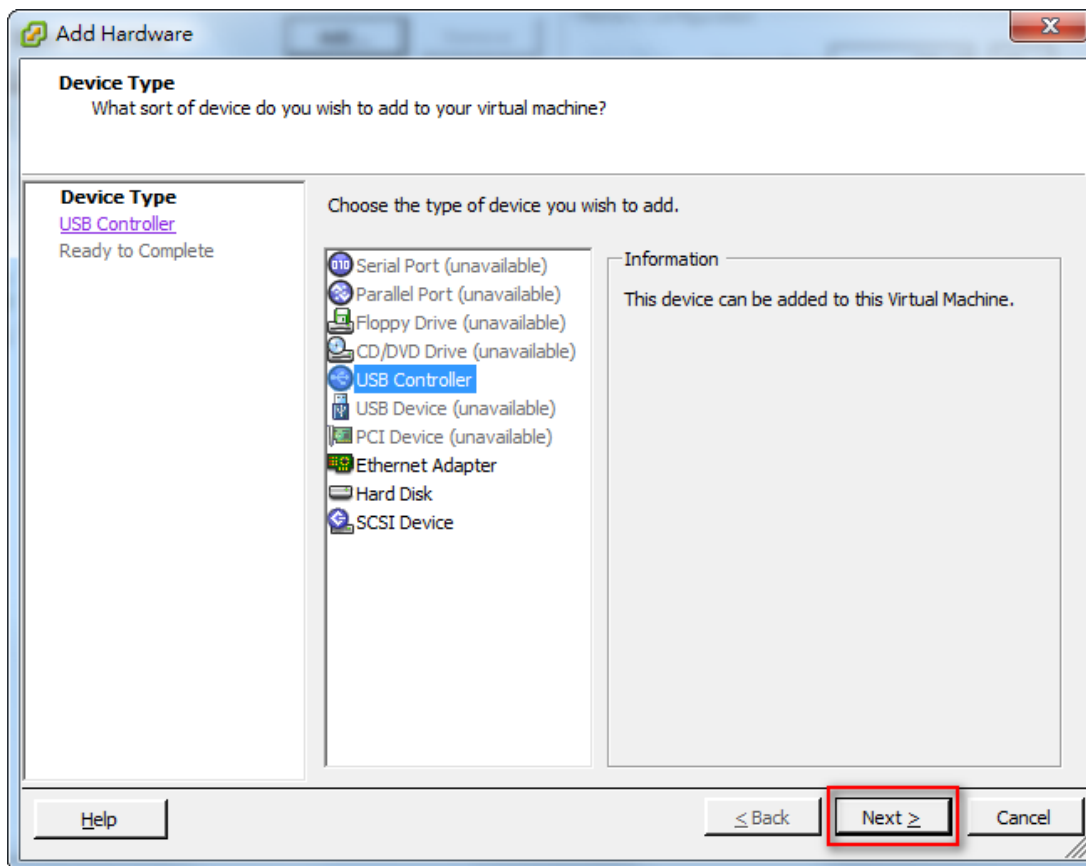 Add Hardware
Device Type
What sort of device do you wish to add to your virtual machine?
Device Type
USB Controller
Ready to Complete
Choose the type of device you wish to add.
Serial Port (unavailable)
Parallel Port (unavailable)
Floppy Drive (unavailable)
CD/DVD Drive (unavailable)
USB Controller
USB Device (unavailable)
PCI Device (unavailable)
Ethernet Adapter
Hard Disk
SCSI Device
Information
This device can be added to this Virtual Machine.
Help
< Back
Next >
Cancel